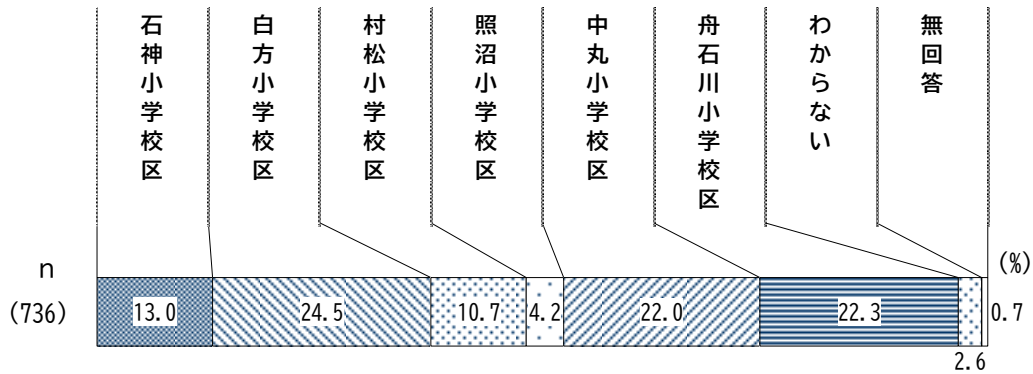 石神小学校区
白方小学校区
村松小学校区
照沼小学校区
中丸小学校区
舟石川小学校区
わからない
無回答
n
(%)
(736)
13.0
24.5
10.7
4.2
22.0
22.3
0.7
2.6